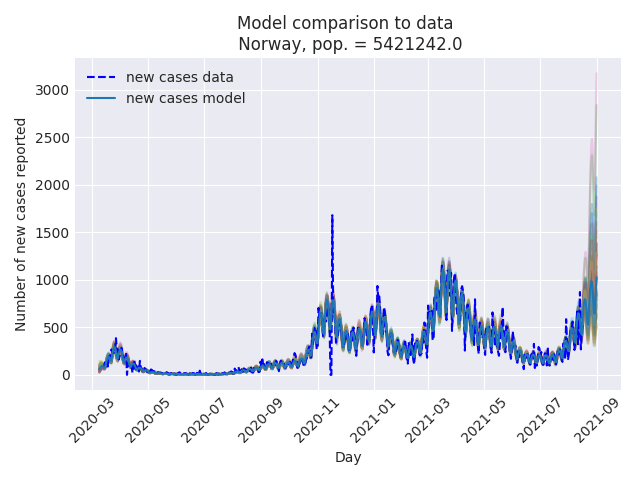 Model comparison to data
Norway, pop. = 5421242.0
new cases data
new cases model
Number of new cases reported
3000
2500
2000
1500
1000
500
0
2020-03
2020-05
2020-07
2020-09
2020-11
2021-01
2021-03
2021-05
2021-07
2021-09
Day